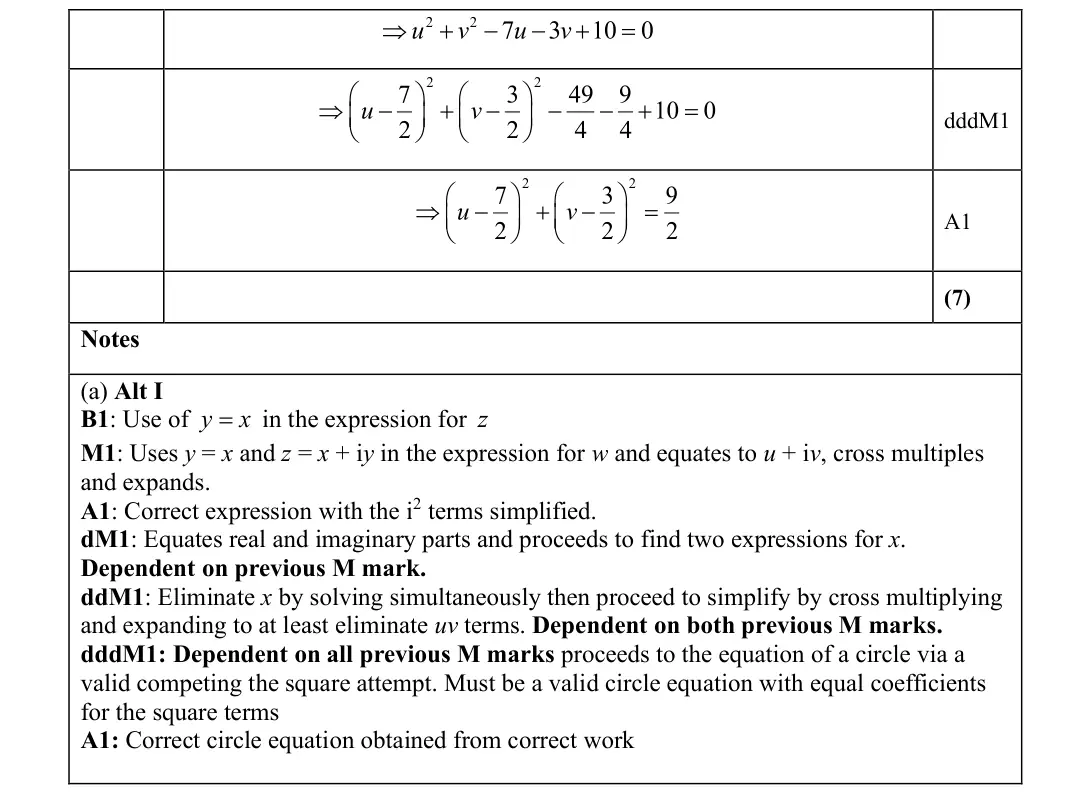 ⇒u² + v² − 7u − 3v + 10 = 0
⇒(u − 7/2)² + (v − 3/2)² − 49/4 − 9/4 + 10 = 0
dddM1
⇒(u − 7/2)² + (v − 3/2)² = 9/2
A1
(7)
Notes
(a) Alt I
B1: Use of y = x in the expression for z
M1: Uses y = x and z = x + iy in the expression for w and equates to u + iv, cross multiples
and expands.
A1: Correct expression with the i² terms simplified.
dM1: Equates real and imaginary parts and proceeds to find two expressions for x.
Dependent on previous M mark.
ddM1: Eliminate x by solving simultaneously then proceed to simplify by cross multiplying
and expanding to at least eliminate uv terms. Dependent on both previous M marks.
dddM1: Dependent on all previous M marks proceeds to the equation of a circle via a
valid competing the square attempt. Must be a valid circle equation with equal coefficients
for the square terms
A1: Correct circle equation obtained from correct work